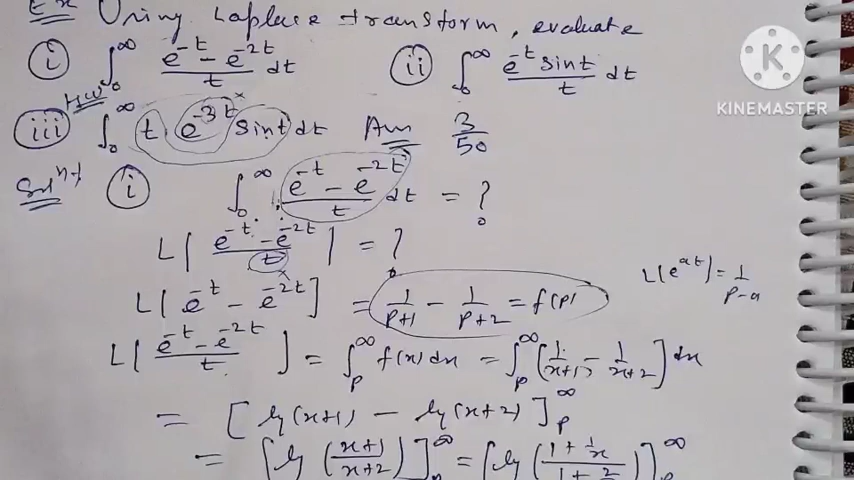 Ex Using Laplace transform, evaluate
(i) ∫₀^∞ (e^{-t} - e^{-2t})/t dt (ii) ∫₀^∞ (e^{-t} sin t)/t dt
H.W.
(iii) ∫₀^∞ t · e^{-3t} × sin t dt Ans 3/50
Sol^n:- (i) ∫₀^∞ (e^{-t} - e^{-2t})/t dt = ?
L[(e^{-t} - e^{-2t})/t] = ?
L[e^{-t} - e^{-2t}] = 1/(p+1) - 1/(p+2) = f(p) L(e^{at}) = 1/(p-a)
L[(e^{-t} - e^{-2t})/t] = ∫_p^∞ f(x) dx = ∫_p^∞ (1/(x+1) - 1/(x+2)] dx
= [log(x+1) - log(x+2)]_p^∞
= [log((x+1)/(x+2))]_p^∞ = [log((1 + 1/x)/(1 + 2/x))]_p^∞
KINEMASTER